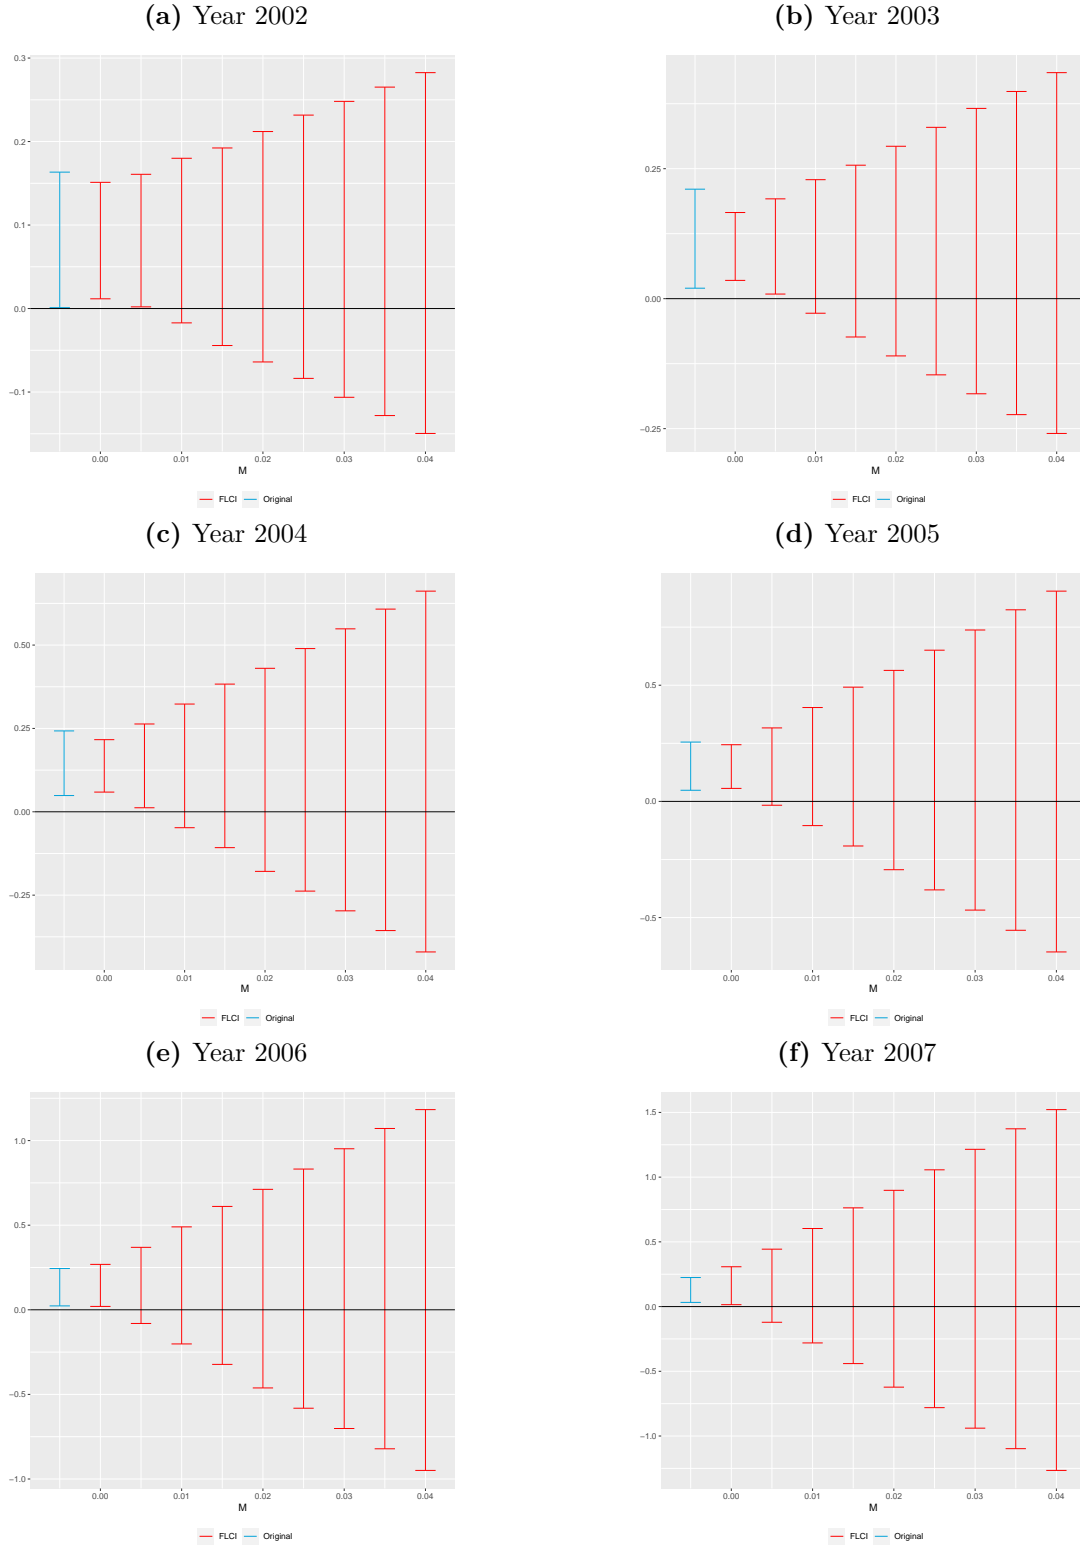 (a) Year 2002
(b) Year 2003
0.3
0.2
0.1
0.0
−0.1
0.00 0.01 0.02 0.03 0.04
M
FLCI Original
0.25
0.00
−0.25
0.00 0.01 0.02 0.03 0.04
M
FLCI Original
(c) Year 2004
(d) Year 2005
0.50
0.25
0.00
−0.25
0.00 0.01 0.02 0.03 0.04
M
FLCI Original
0.5
0.0
−0.5
0.00 0.01 0.02 0.03 0.04
M
FLCI Original
(e) Year 2006
(f) Year 2007
1.0
0.5
0.0
−0.5
−1.0
0.00 0.01 0.02 0.03 0.04
M
FLCI Original
1.5
1.0
0.5
0.0
−0.5
−1.0
0.00 0.01 0.02 0.03 0.04
M
FLCI Original